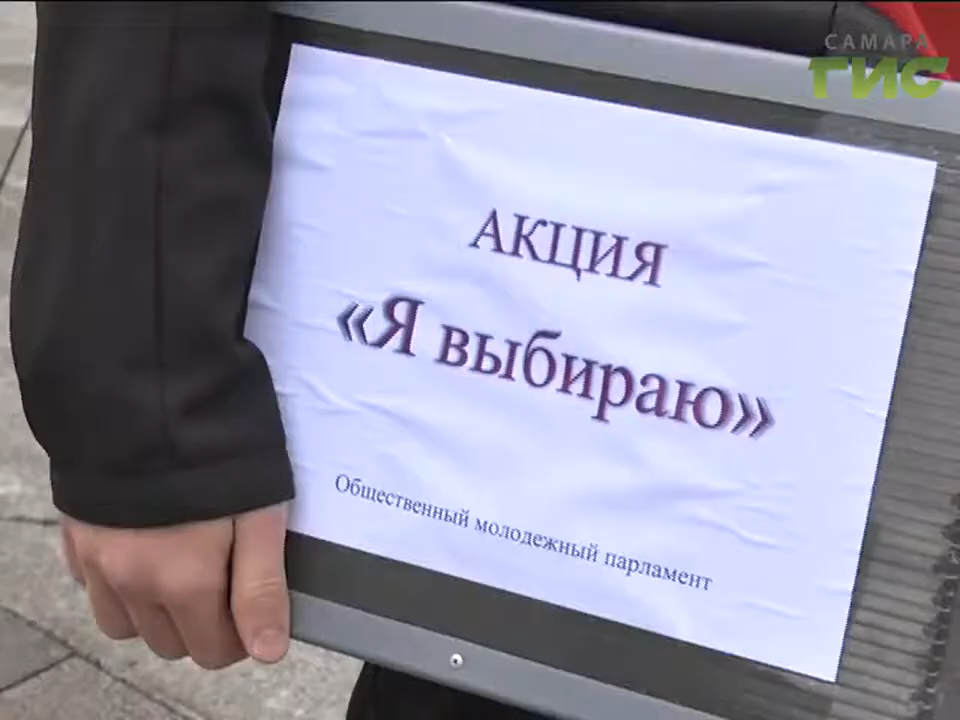 САМАРА
ГИС
АКЦИЯ
«Я выбираю»
Общественный молодежный парламент